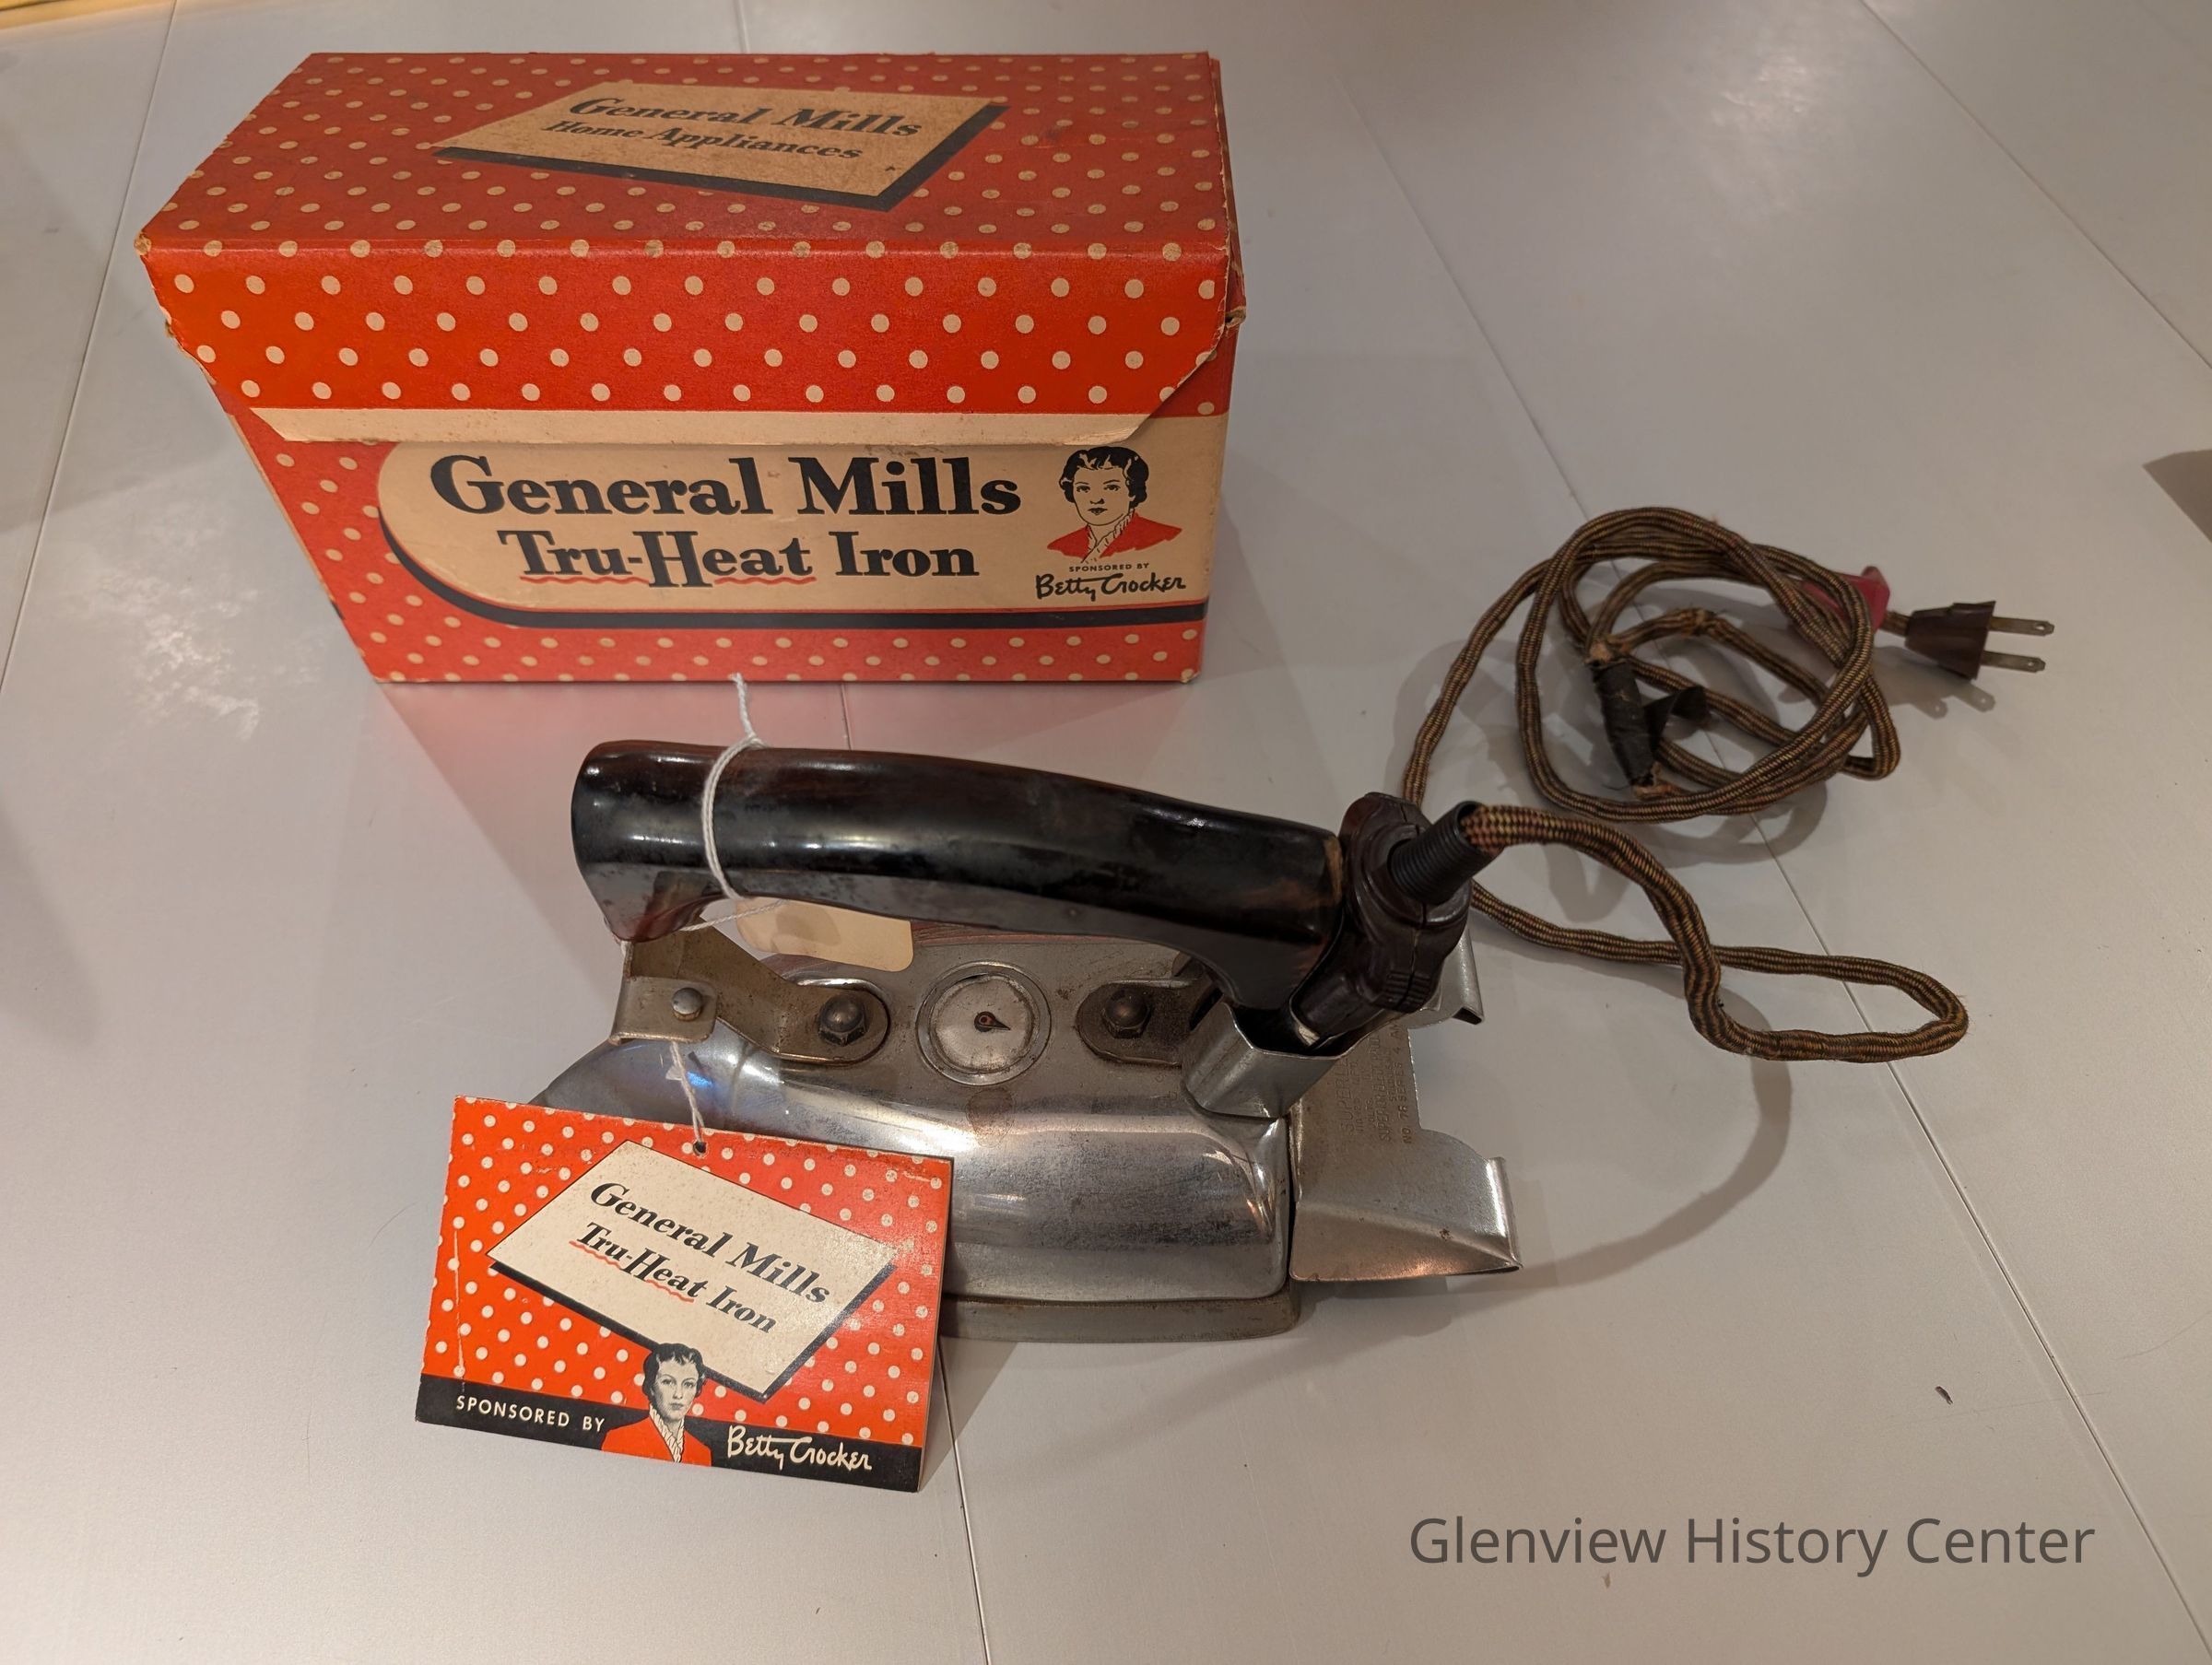 General Mills
Home Appliances
General Mills
Tru-Heat Iron
SPONSORED BY
Betty Crocker
General Mills
Tru-Heat Iron
SPONSORED BY
Betty Crocker
Glenview History Center